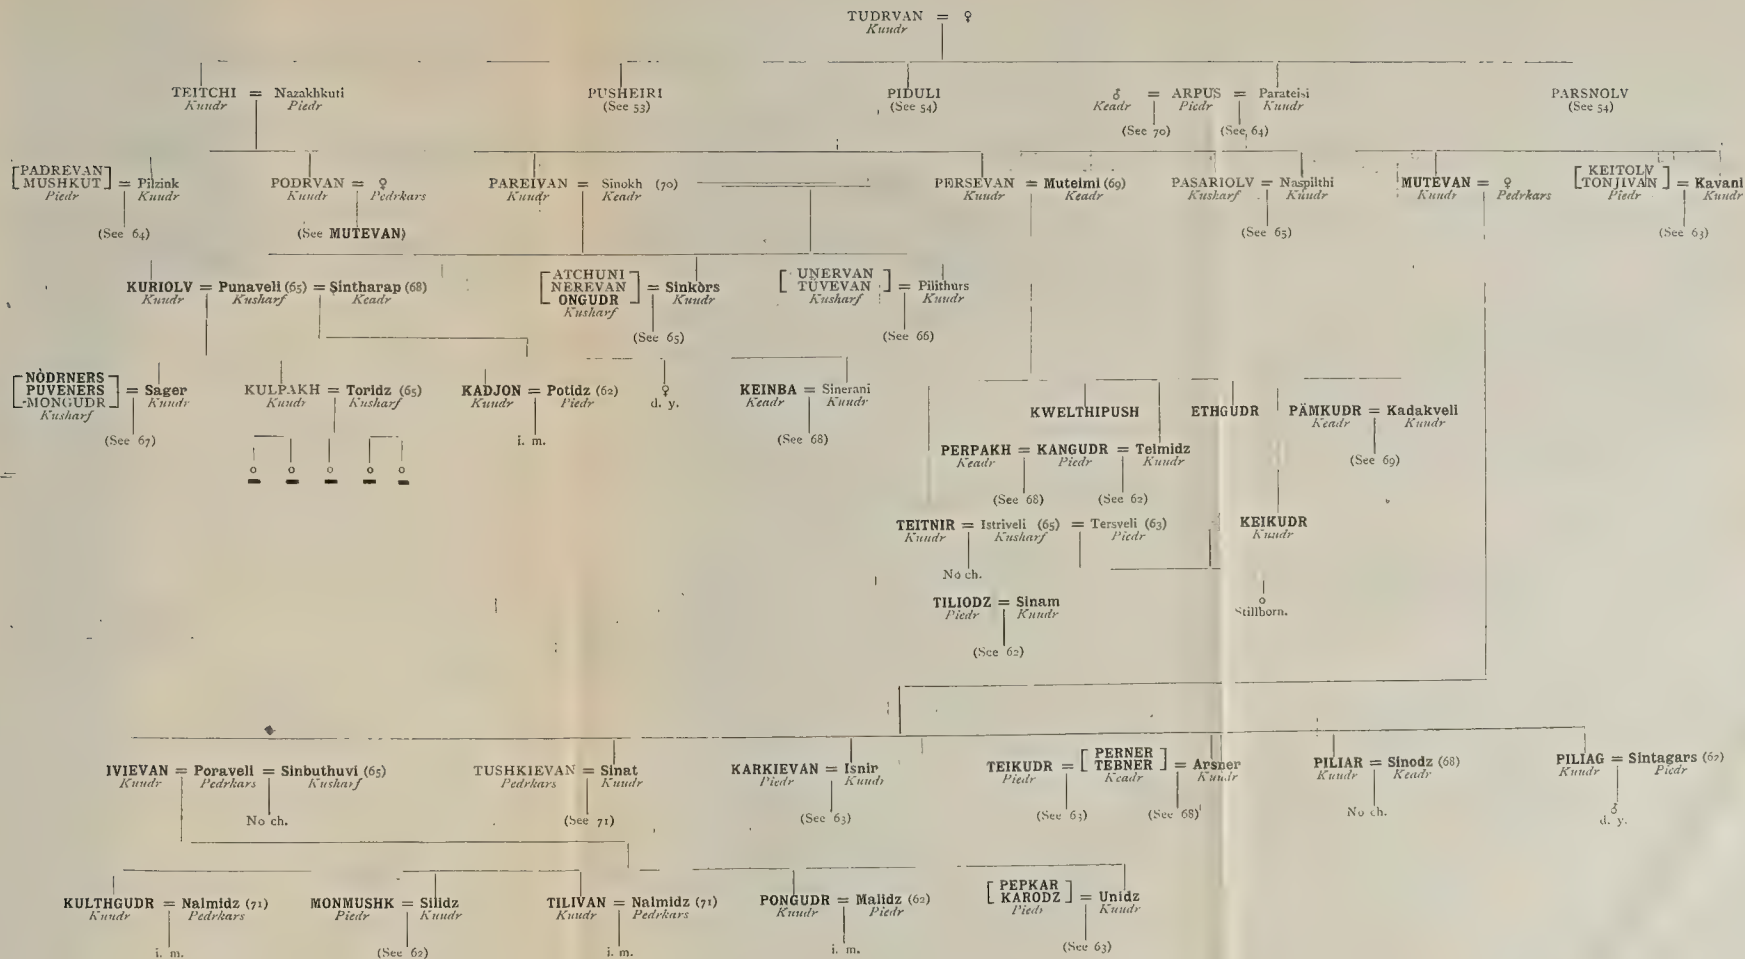 TUDRVAN = ♀
Kuudr
TEITCHI = Nazakhkuti
Kuudr Piedr
PUSHEIRI
(See 53)
PIDULI
(See 54)
♂ = ARPUS = Parateisi
Keadr Piedr Kuudr
(See 70) (See 64)
PARSNOLV
(See 54)
[PADREVAN
MUSHKUT] = Pilzink
Piedr Kuudr
(See 64)
PODRVAN = ♀
Kuudr Pedrkars
(See MUTEVAN)
PAREIVAN = Sinokh (70)
Kuudr Keadr
PERSEVAN = Muteimi (69)
Kuudr Keadr
PASARIOLV = Naspilthi
Kusharf Kuudr
(See 65)
MUTEVAN = ♀
Kuudr Pedrkars
[KEITOLV
TONJIVAN] = Kavani
Piedr Kuudr
(See 63)
KURIOLV = Punaveli (65) = Sintharap (68)
Kuudr Kusharf Keadr
[ATCHUNI
NEREVAN
ONGUDR] = Sinkòrs
Kusharf Kuudr
(See 65)
[UNERVAN
TÜVEVAN] = Pilithurs
Kusharf Kuudr
(See 66)
[NÒDRNERS
PUVENERS
MONGUDR] = Sager
Kusharf Kuudr
(See 67)
KULPAKH = Toridz (65)
Kuudr Kusharf
KADJON = Potidz (62)
Kuudr Piedr
i. m.
♀
d. y.
KEINBA = Sinerani
Keadr Kuudr
(See 68)
KWELTHIPUSH
ETHGUDR
PÄMKUDR = Kadakveli
Keadr Kuudr
(See 69)
PERPAKH = KANGUDR = Telmidz
Keadr Piedr Kuudr
(See 68) (See 62)
TEITNIR = Istriveli (65) = Tersveli (63)
Kuudr Kusharf Piedr
No ch.
KEIKUDR
Kuudr
o
Stillborn.
TILIODZ = Sinam
Piedr Kuudr
(See 62)
IVIEVAN = Poraveli = Sinbuthuvi (65)
Kuudr Pedrkars Kusharf
No ch.
TUSHKIEVAN = Sinat
Pedrkars Kuudr
(See 71)
KARKIEVAN = Isnir
Piedr Kuudr
(See 63)
TEIKUDR = [PERNER
TEBNER] = Arsner
Piedr Keadr Kuudr
(See 63) (See 68)
PILIAR = Sinodz (68)
Kuudr Keadr
No ch.
PILIAG = Sintagars (62)
Kuudr Piedr
♂
d. y.
KULTHGUDR = Nalmidz (71)
Kuudr Pedrkars
i. m.
MONMUSHK = Silidz
Piedr Kuudr
(See 62)
TILIVAN = Nalmidz (71)
Kuudr Pedrkars
i. m.
PONGUDR = Malidz (62)
Kuudr Piedr
i. m.
[PEPKAR
KARODZ] = Unidz
Piedr Kuudr
(See 63)